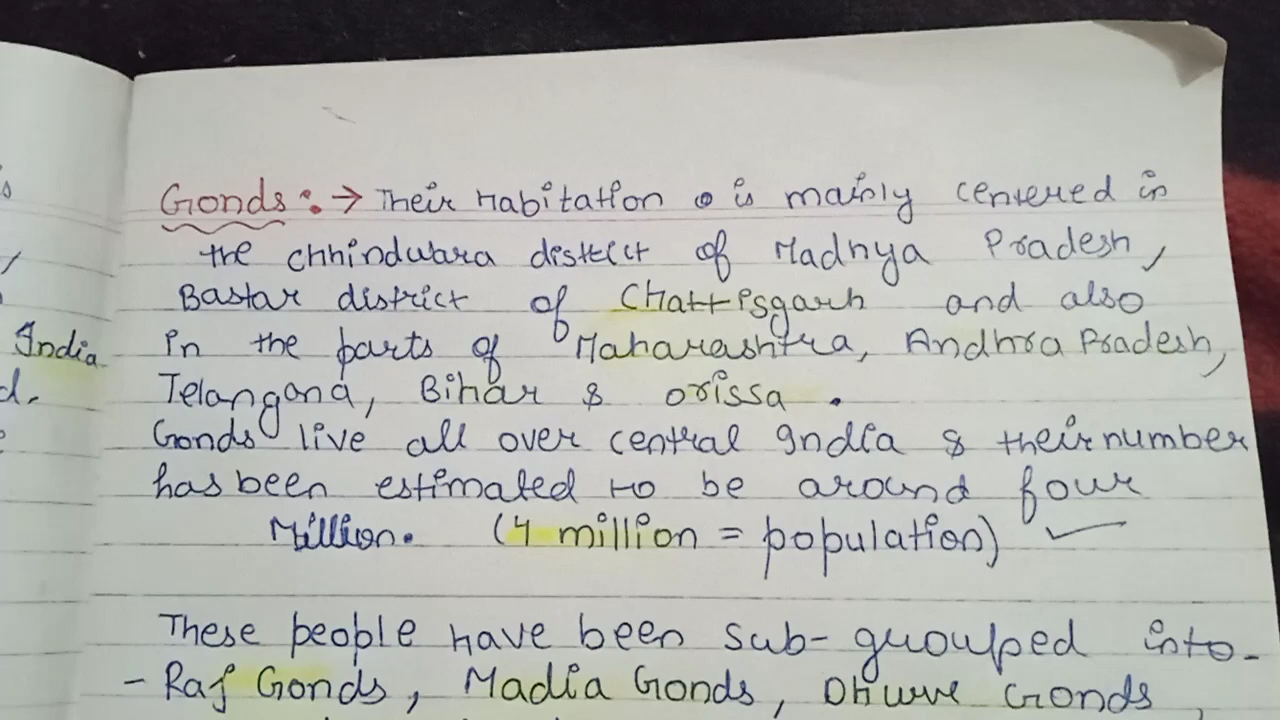 Gonds :→ Their Habitation is mainly centered in
the chhindwara district of Madhya Pradesh,
Bastar district of Chattisgarh and also
India in the parts of Maharashtra, Andhra Pradesh,
d. Telangana, Bihar & orissa .
Gonds live all over central India & their number
has been estimated to be around four
Million. (4 million = population) ✓
These people have been sub-grouped into -
- Raj Gonds, Madia Gonds, Dhurve Gonds,